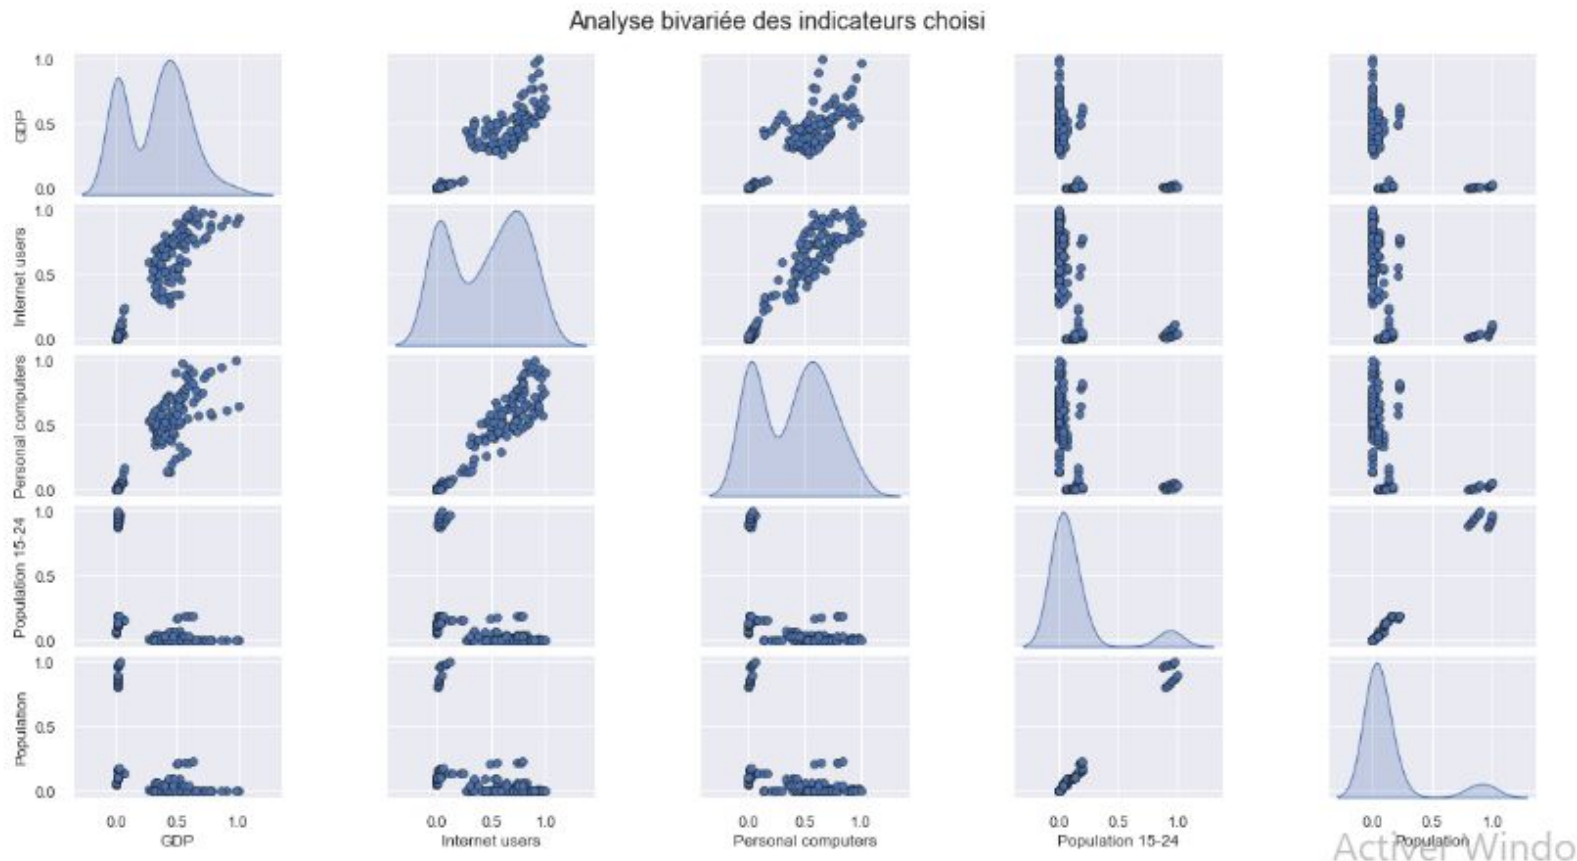 Analyse bivariée des indicateurs choisi
1.0
0.5
0.0
GDP
1.0
0.5
0.0
Internet users
1.0
0.5
0.0
Personal computers
1.0
0.5
0.0
Population 15-24
1.0
0.5
0.0
Population
0.0 0.5 1.0 0.0 0.5 1.0 0.0 0.5 1.0 0.0 0.5 1.0 0.0 0.5 1.0
GDP Internet users Personal computers Population 15-24 Population
Activer Windo